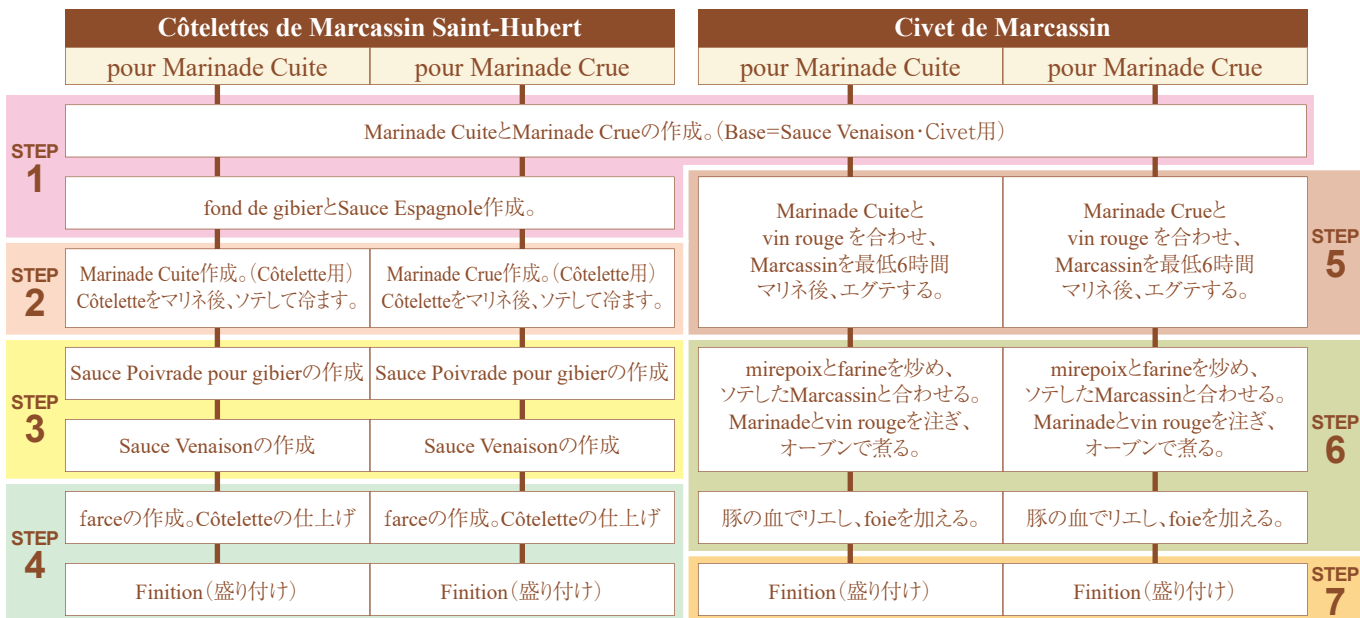 Côtelettes de Marcassin Saint-Hubert
pour Marinade Cuite
pour Marinade Crue
Civet de Marcassin
pour Marinade Cuite
pour Marinade Crue
STEP
1
Marinade CuiteとMarinade Crueの作成。(Base=Sauce Venaison・Civet用)
fond de gibierとSauce Espagnole作成。
STEP
2
Marinade Cuite作成。(Côtelette用)
Côteletteをマリネ後、ソテして冷ます。
Marinade Crue作成。(Côtelette用)
Côteletteをマリネ後、ソテして冷ます。
STEP
3
Sauce Poivrade pour gibierの作成
Sauce Poivrade pour gibierの作成
Sauce Venaisonの作成
Sauce Venaisonの作成
STEP
4
farceの作成。Côteletteの仕上げ
farceの作成。Côteletteの仕上げ
Finition(盛り付け)
Finition(盛り付け)
Marinade Cuiteと
vin rouge を合わせ、
Marcassinを最低6時間
マリネ後、エグテする。
Marinade Crueと
vin rouge を合わせ、
Marcassinを最低6時間
マリネ後、エグテする。
STEP
5
mirepoixとfarineを炒め、
ソテしたMarcassinと合わせる。
Marinadeとvin rougeを注ぎ、
オーブンで煮る。
mirepoixとfarineを炒め、
ソテしたMarcassinと合わせる。
Marinadeとvin rougeを注ぎ、
オーブンで煮る。
STEP
6
豚の血でリエし、foieを加える。
豚の血でリエし、foieを加える。
Finition(盛り付け)
Finition(盛り付け)
STEP
7